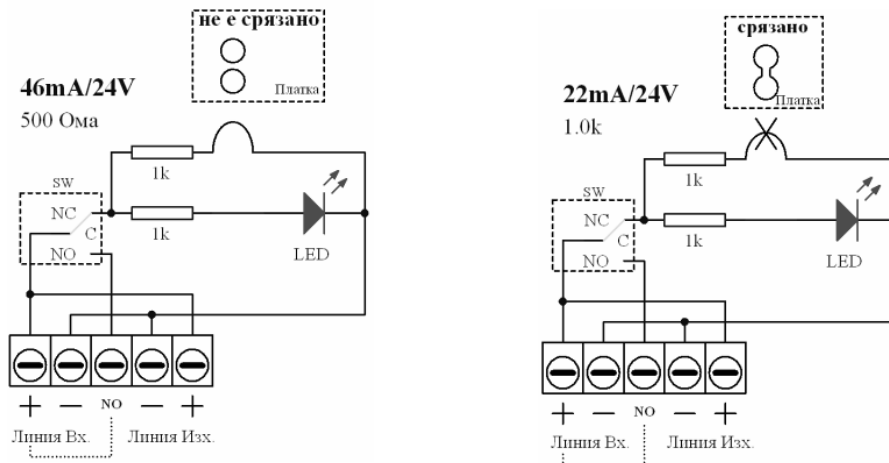 не е срязано
Платка
46mA/24V
500 Ома
1k
SW
NC
C
NO
1k
LED
+ − NO − +
Линия Вх. Линия Изх.
срязано
Платка
22mA/24V
1.0k
1k
SW
NC
C
NO
1k
LED
+ − NO − +
Линия Вх. Линия Изх.